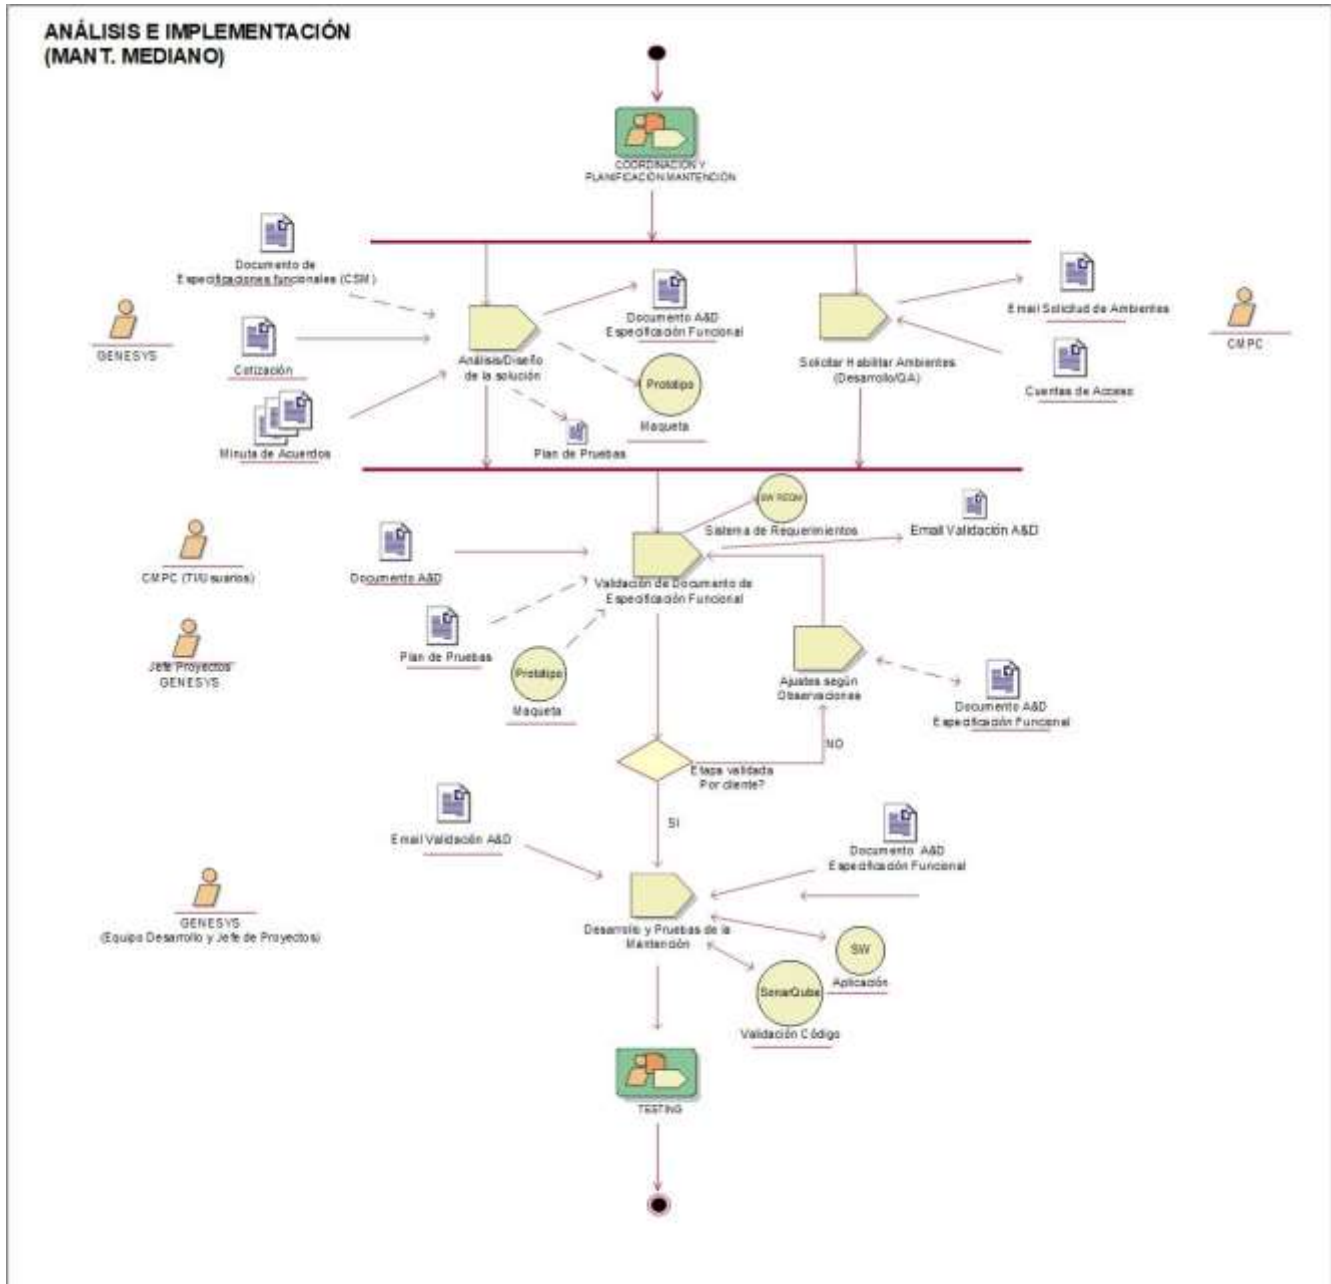 ANÁLISIS E IMPLEMENTACIÓN
(MANT. MEDIANO)
COORDINACIÓN Y
PLANIFICACIÓN MANTENCIÓN
Documento de
Especificaciones funcionales (CSM)
Documento A&D
Especificación Funcional
Email Solicitud de Ambientes
GENESYS
Cotización
Análisis/Diseño
de la solución
Prototipo
Maqueta
Solicitar Habilitar Ambientes
(Desarrollo/QA)
CMPC
Cuentas de Acceso
Minuta de Acuerdos
Plan de Pruebas
SW REQM
Sistema de Requerimientos
Email Validación A&D
CMPC (TI/Usuarios)
Documento A&D
Validación de Documento de
Especificación Funcional
Jefe Proyectos
GENESYS
Plan de Pruebas
Prototipo
Maqueta
Ajustes según
Observaciones
Documento A&D
Especificación Funcional
NO
Etapa validada
Por cliente?
SI
Email Validación A&D
Documento A&D
Especificación Funcional
GENESYS
(Equipo Desarrollo y Jefe de Proyectos)
Desarrollo y Pruebas de la
Mantención
SW
Aplicación
SonarQube
Validación Código
TESTING